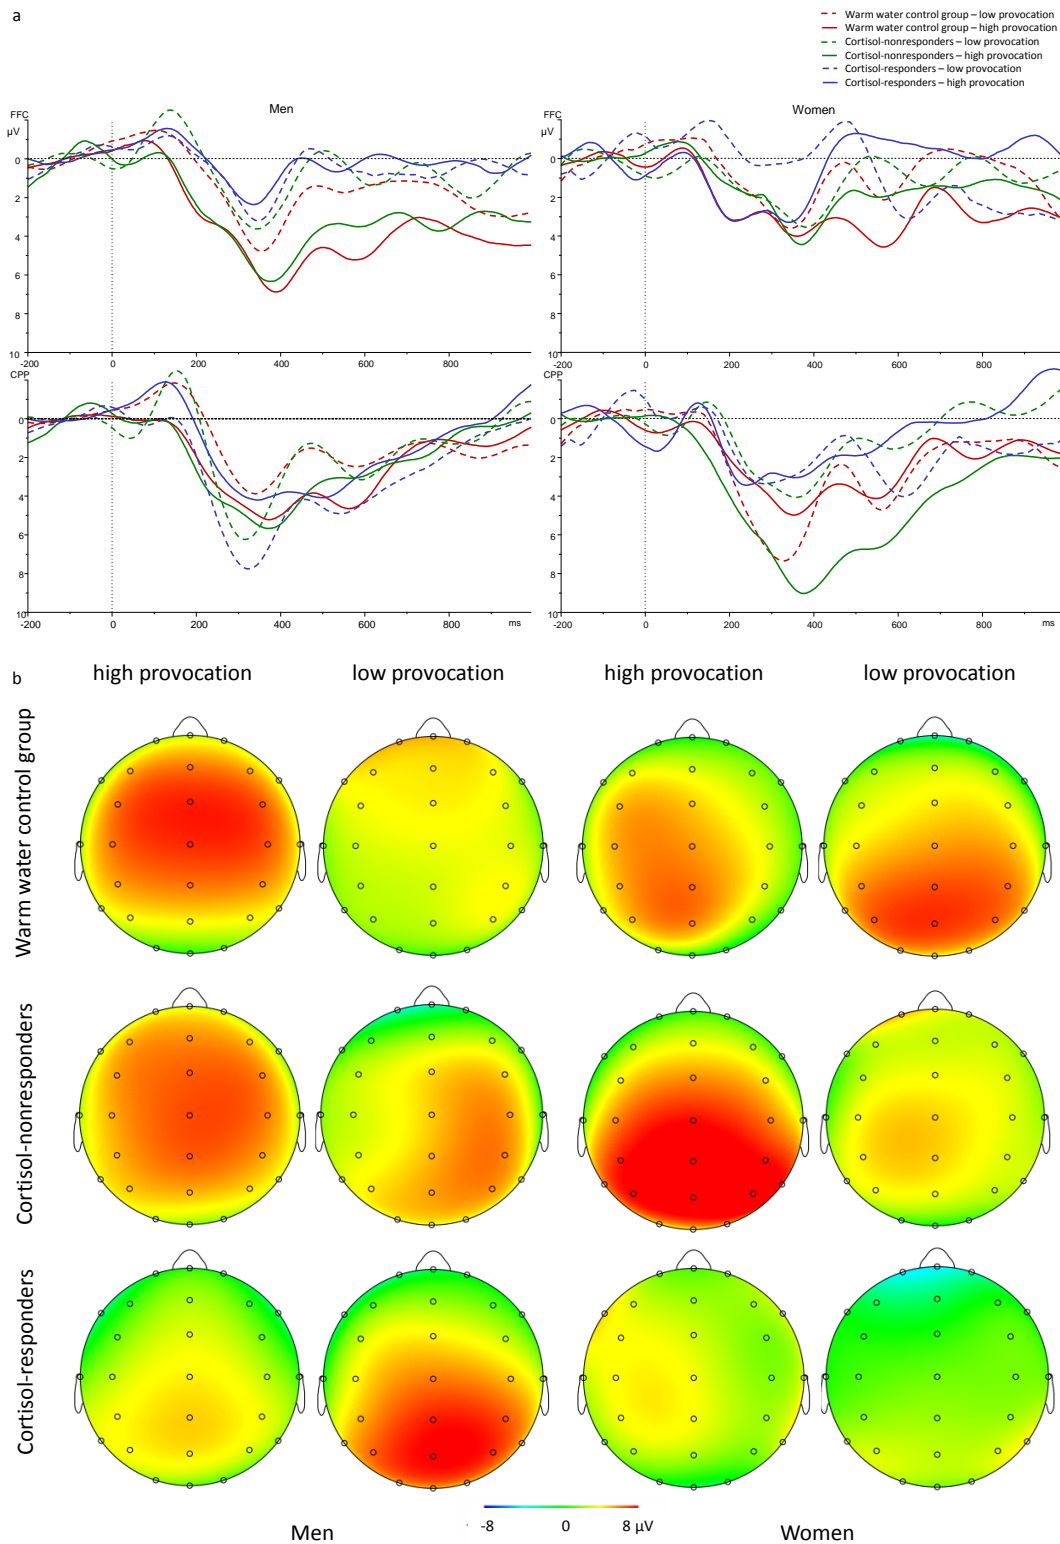 a
Warm water control group – low provocation
Warm water control group – high provocation
Cortisol-nonresponders – low provocation
Cortisol-nonresponders – high provocation
Cortisol-responders – low provocation
Cortisol-responders – high provocation
Men
Women
FFC
µV
0
2
4
6
8
10
-200
0
200
400
600
800
FFC
µV
0
2
4
6
8
10
-200
0
200
400
600
800
CPP
0
2
4
6
8
10
-200
0
200
400
600
800
ms
CPP
0
2
4
6
8
10
-200
0
200
400
600
800
ms
b
high provocation
low provocation
high provocation
low provocation
Warm water control group
Cortisol-nonresponders
Cortisol-responders
-8
0
8 µV
Men
Women